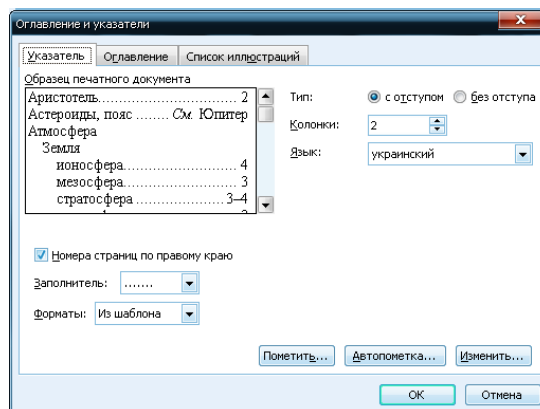 Оглавление и указатели
Указатель Оглавление Список иллюстраций
Образец печатного документа
Аристотель........................ 2
Астероиды, пояс ........ См. Юпитер
Атмосфера
Земля
ионосфера ........................ 4
мезосфера ........................ 3
стратосфера .................. 3–4
Тип: с отступом без отступа
Колонки: 2
Язык: украинский
Номера страниц по правому краю
Заполнитель: .......
Форматы: Из шаблона
Пометить... Автопометка... Изменить...
ОК Отмена